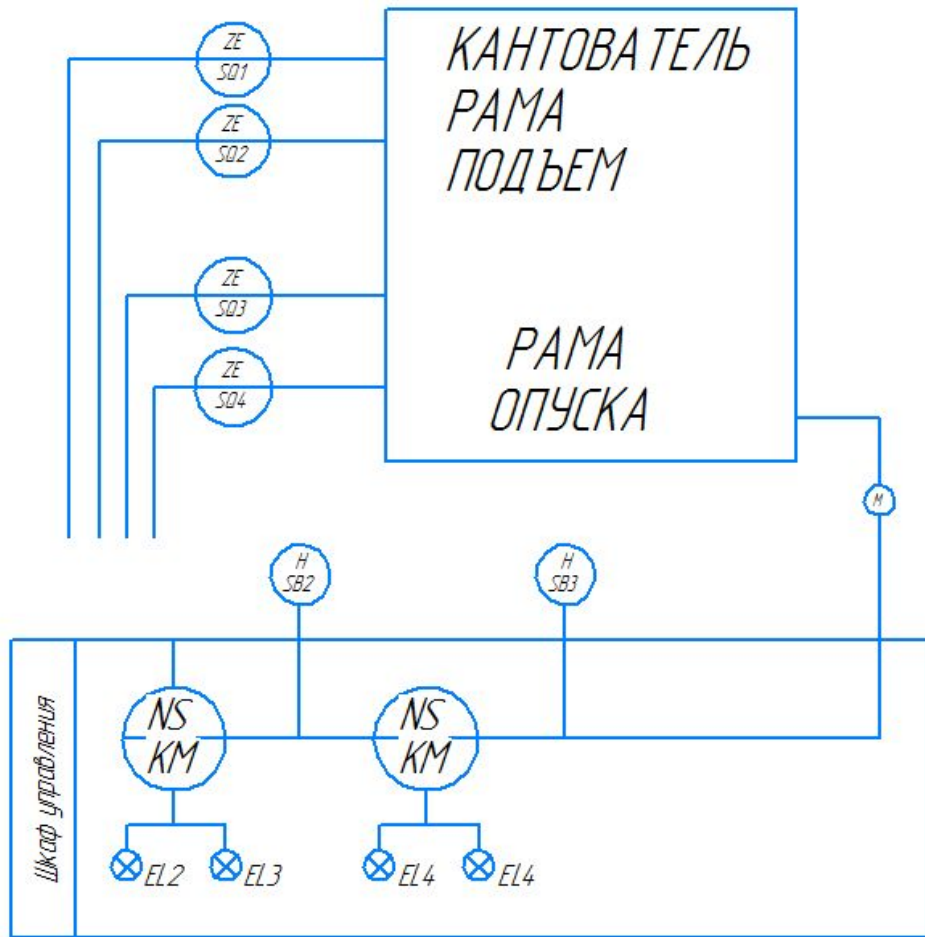 ZE
SQ1
КАНТОВАТЕЛЬ
РАМА
ПОДЪЕМ
ZE
SQ2
ZE
SQ3
ZE
SQ4
РАМА
ОПУСКА
М
H
SB2
H
SB3
Шкаф управления
NS
KM
NS
KM
EL2
EL3
EL4
EL4